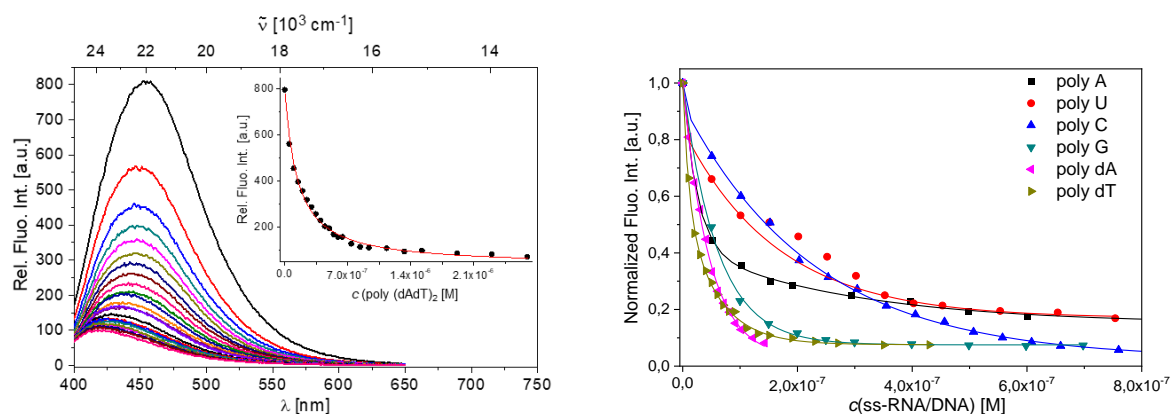 ṽ [10³ cm⁻¹]
24 22 20 18 16 14
Rel. Fluo. Int. [a.u.]
800
700
600
500
400
300
200
100
0
400 450 500 550 600 650 700 750
λ [nm]
Rel. Fluo. Int. [a.u.]
800
600
400
200
0.0 7.0x10⁻⁷ 1.4x10⁻⁶ 2.1x10⁻⁶
c (poly (dAdT)₂ [M]
Normalized Fluo. Int. [a.u.]
1,0
0,8
0,6
0,4
0,2
0,0
0,0 2,0x10⁻⁷ 4,0x10⁻⁷ 6,0x10⁻⁷ 8,0x10⁻⁷
c(ss-RNA/DNA) [M]
poly A
poly U
poly C
poly G
poly dA
poly dT